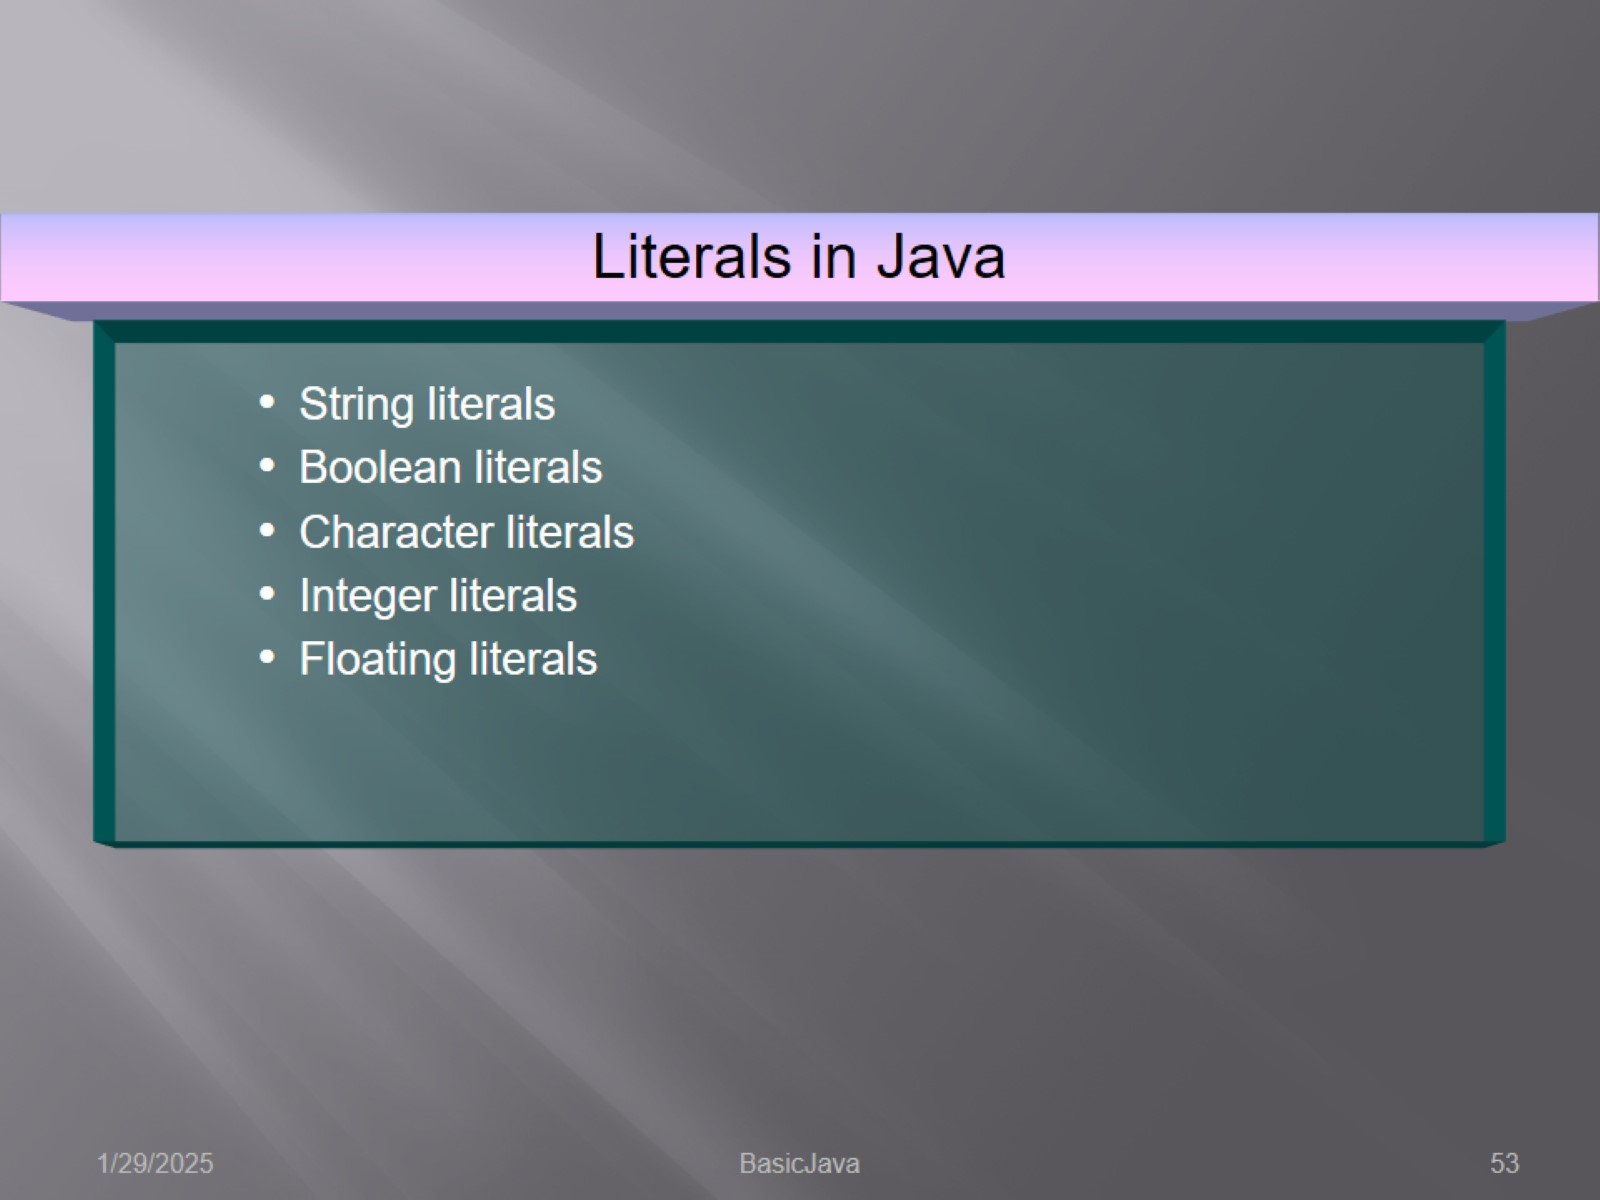 Literals in Java
• String literals
• Boolean literals
• Character literals
• Integer literals
• Floating literals
1/29/2025
BasicJava
53